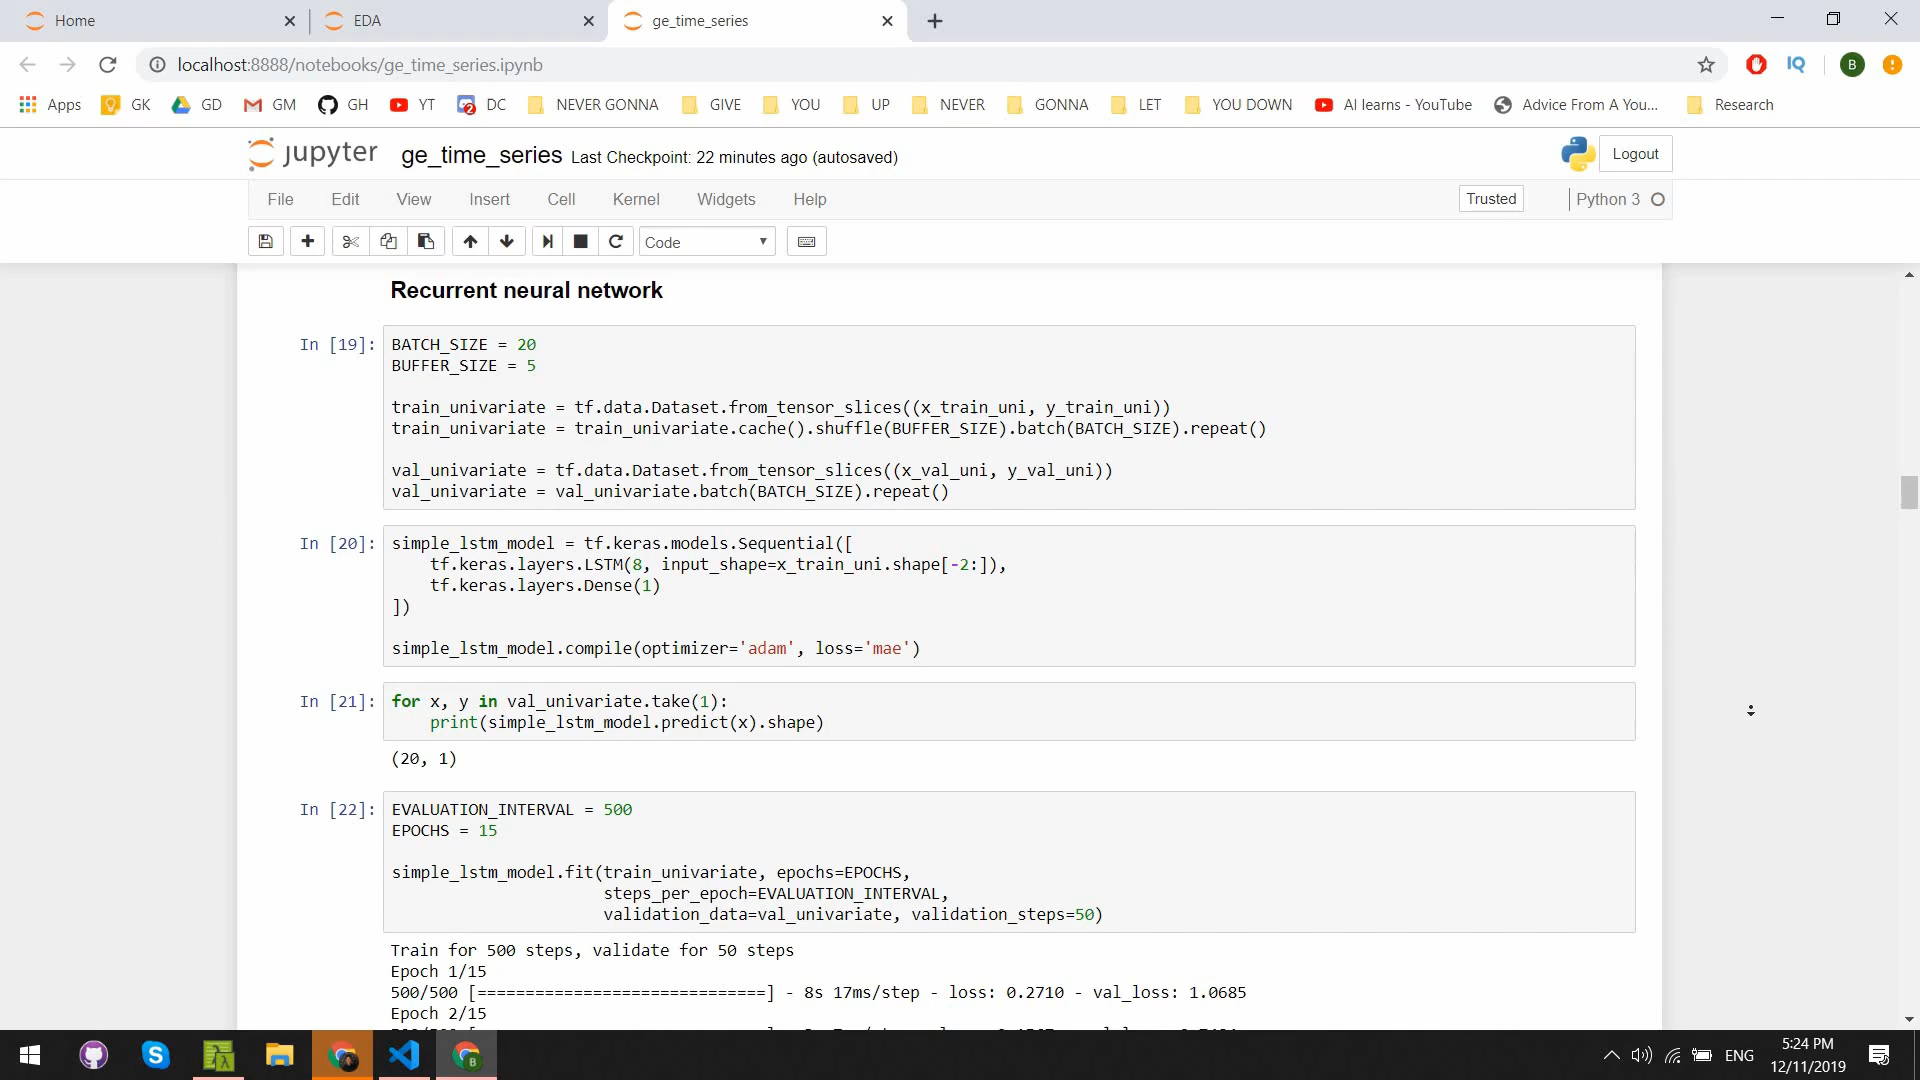 Home
EDA
ge_time_series
localhost:8888/notebooks/ge_time_series.ipynb
IQ
B
Apps GK GD GM GH YT DC NEVER GONNA GIVE YOU UP NEVER GONNA LET YOU DOWN AI learns - YouTube Advice From A You... Research
jupyter ge_time_series Last Checkpoint: 22 minutes ago (autosaved)
Logout
File Edit View Insert Cell Kernel Widgets Help
Trusted
Python 3
Code
Recurrent neural network
In [19]:
BATCH_SIZE = 20
BUFFER_SIZE = 5
train_univariate = tf.data.Dataset.from_tensor_slices((x_train_uni, y_train_uni))
train_univariate = train_univariate.cache().shuffle(BUFFER_SIZE).batch(BATCH_SIZE).repeat()
val_univariate = tf.data.Dataset.from_tensor_slices((x_val_uni, y_val_uni))
val_univariate = val_univariate.batch(BATCH_SIZE).repeat()
In [20]:
simple_lstm_model = tf.keras.models.Sequential([
    tf.keras.layers.LSTM(8, input_shape=x_train_uni.shape[-2:]),
    tf.keras.layers.Dense(1)
])
simple_lstm_model.compile(optimizer='adam', loss='mae')
In [21]:
for x, y in val_univariate.take(1):
    print(simple_lstm_model.predict(x).shape)
(20, 1)
In [22]:
EVALUATION_INTERVAL = 500
EPOCHS = 15
simple_lstm_model.fit(train_univariate, epochs=EPOCHS,
                      steps_per_epoch=EVALUATION_INTERVAL,
                      validation_data=val_univariate, validation_steps=50)
Train for 500 steps, validate for 50 steps
Epoch 1/15
500/500 [==============================] - 8s 17ms/step - loss: 0.2710 - val_loss: 1.0685
Epoch 2/15
ENG
5:24 PM
12/11/2019